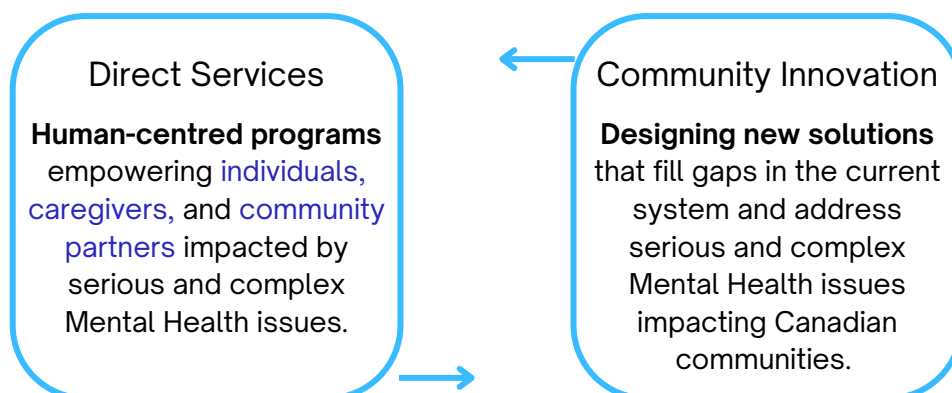 Direct Services
Human-centred programs
empowering individuals,
caregivers, and community
partners impacted by
serious and complex
Mental Health issues.
Community Innovation
Designing new solutions
that fill gaps in the current
system and address
serious and complex
Mental Health issues
impacting Canadian
communities.